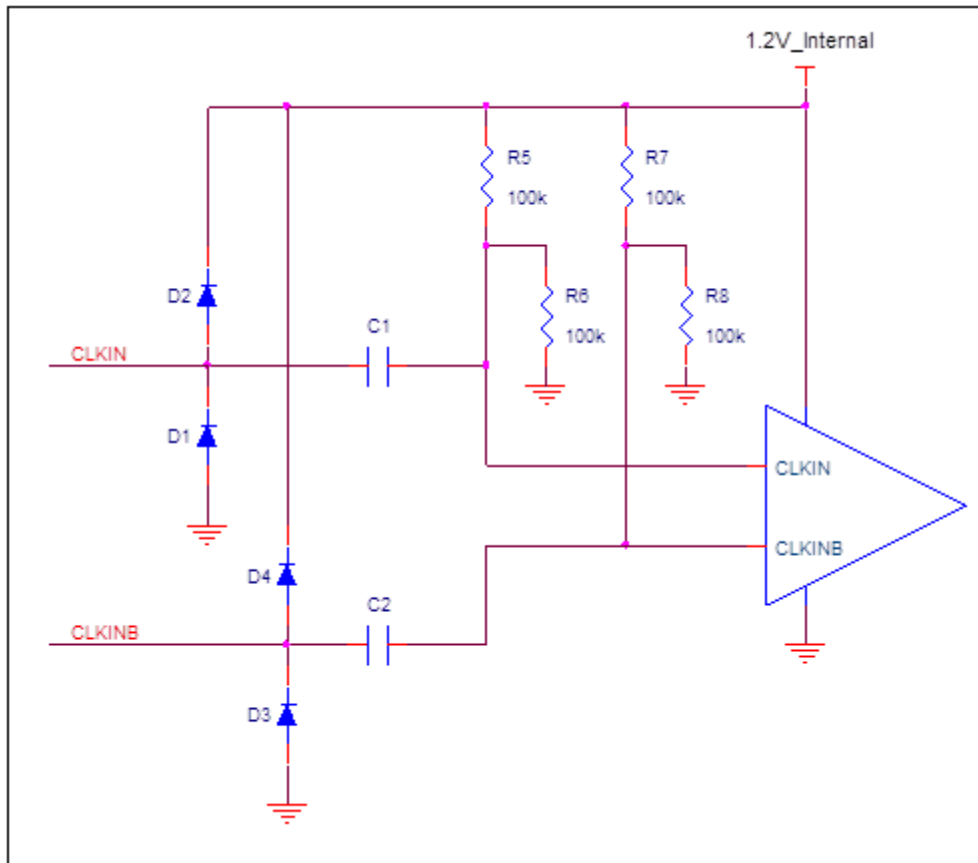 1.2V_Internal
R5
100k
R7
100k
D2
R6
100k
R8
100k
C1
CLKIN
D1
CLKIN
D4
CLKINB
C2
CLKINB
D3